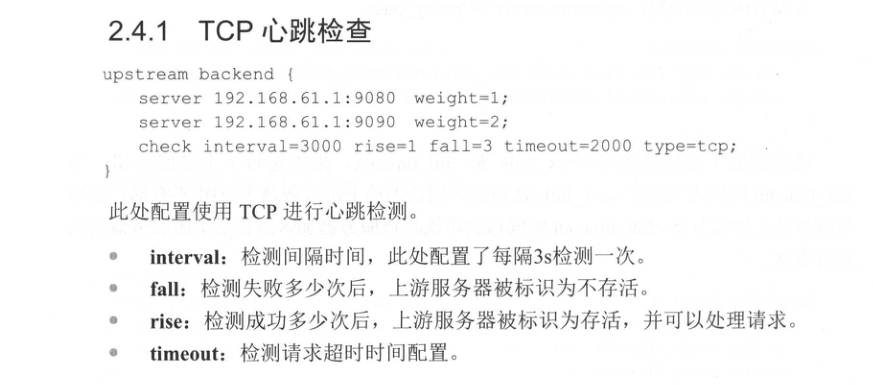 2.4.1 TCP 心跳检查
upstream backend {
server 192.168.61.1:9080 weight=1;
server 192.168.61.1:9090 weight=2;
check interval=3000 rise=1 fall=3 timeout=2000 type=tcp;
}
此处配置使用 TCP 进行心跳检测。
• interval：检测间隔时间，此处配置了每隔3s检测一次。
• fall：检测失败多少次后，上游服务器被标识为不存活。
• rise：检测成功多少次后，上游服务器被标识为存活，并可以处理请求。
• timeout：检测请求超时时间配置。